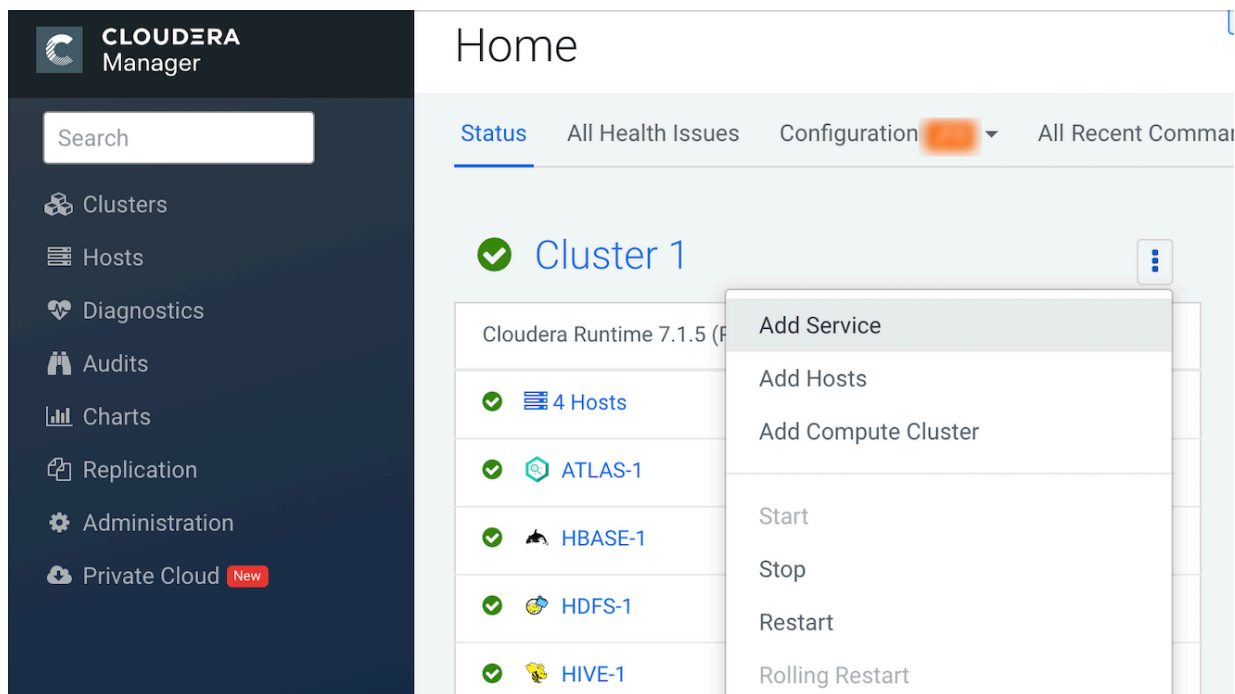 CLOUDERA
Manager
Search
Clusters
Hosts
Diagnostics
Audits
Charts
Replication
Administration
Private Cloud New
Home
Status All Health Issues Configuration All Recent
Cluster 1
Cloudera Runtime 7.1.5
4 Hosts
ATLAS-1
HBASE-1
HDFS-1
HIVE-1
Add Service
Add Hosts
Add Compute Cluster
Start
Stop
Restart
Rolling Restart